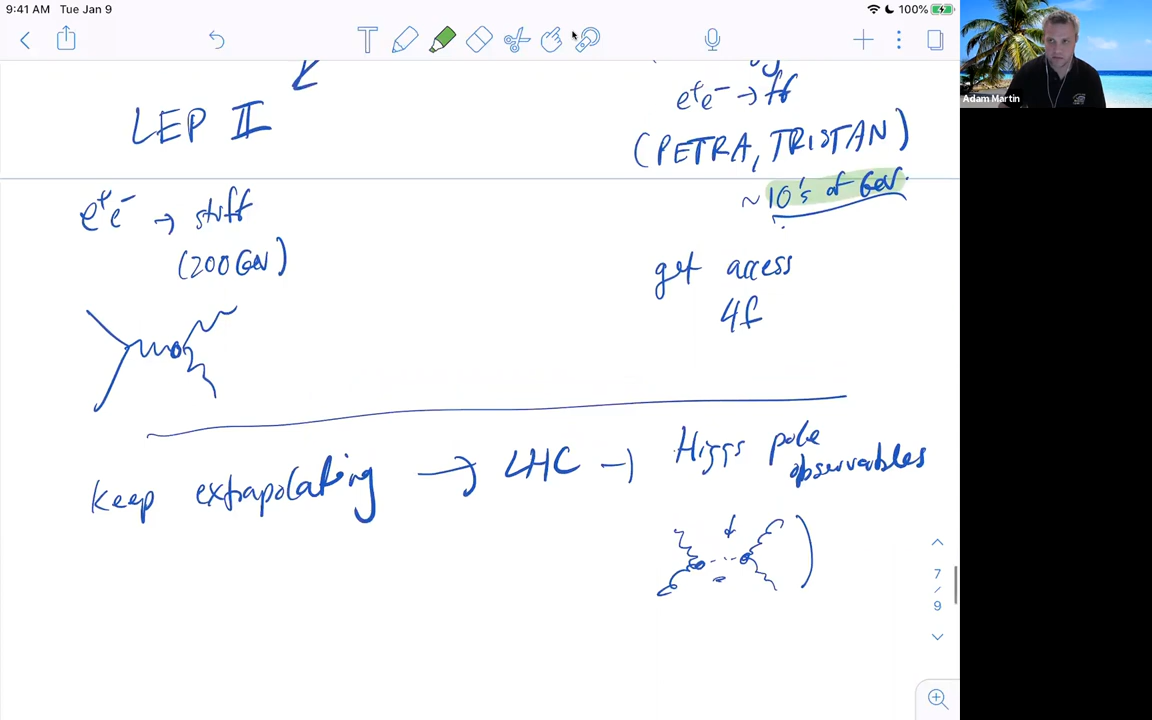 9:41 AM Tue Jan 9
100%
Adam Martin
LEP II
e⁺e⁻ → ff
(PETRA, TRISTAN)
~ 10's of GeV.
e⁺e⁻ → stuff
(200 GeV)
get access
4f
Keep extrapolating → LHC → Higgs pole
observables
7
/
9